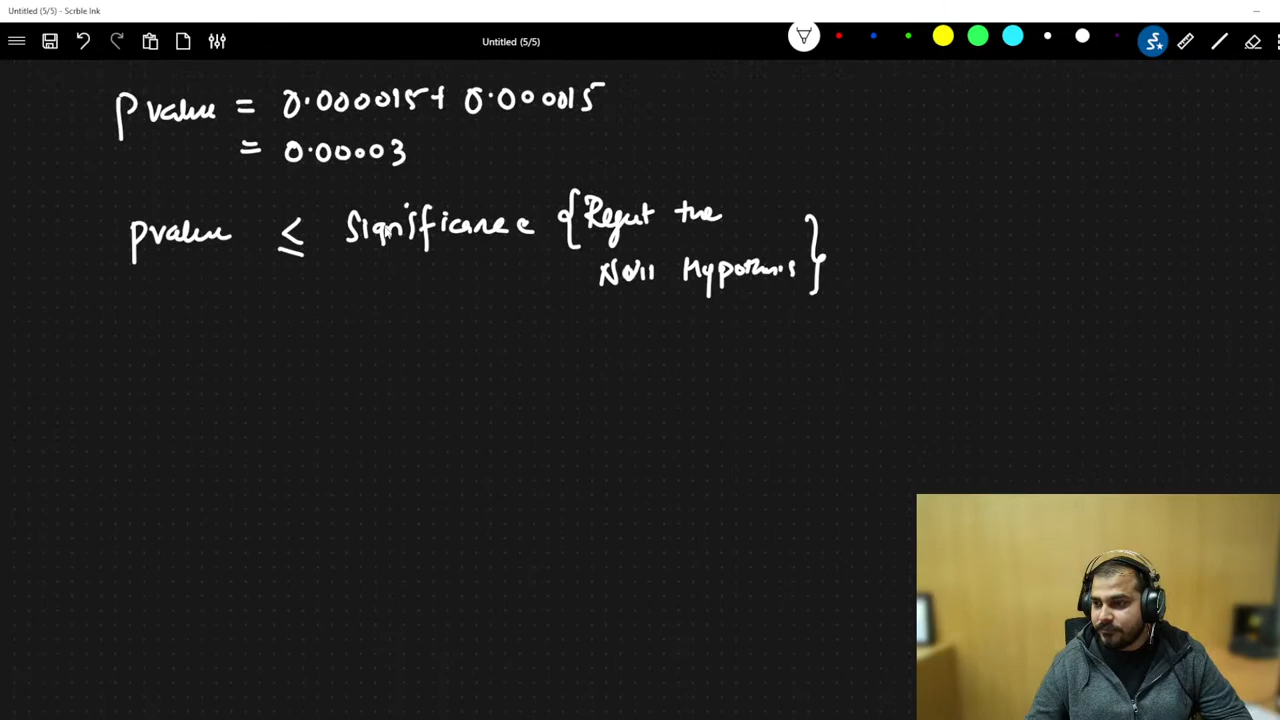 Untitled (5/5) - Scrble Ink
Untitled (5/5)
P value = 0.000015+ 0.000015
= 0.00003
pvalue ≤ Significance {Reject the
Null Hypothesis}